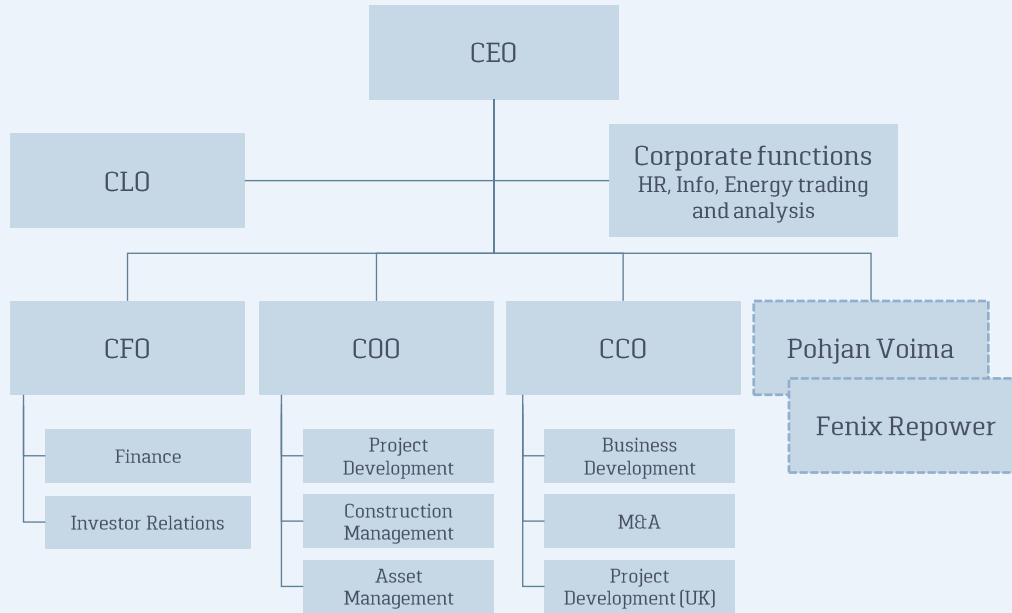 CEO
CLO
Corporate functions
HR, Info, Energy trading
and analysis
CFO
COO
CCO
Pohjan Voima
Fenix Repower
Finance
Investor Relations
Project
Development
Construction
Management
Asset
Management
Business
Development
M&A
Project
Development (UK)